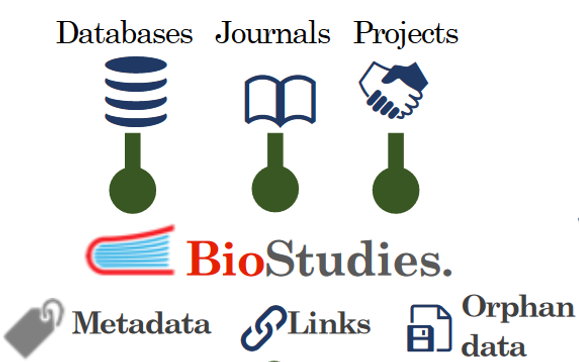 Databases Journals Projects
BioStudies.
Metadata Links Orphan
data